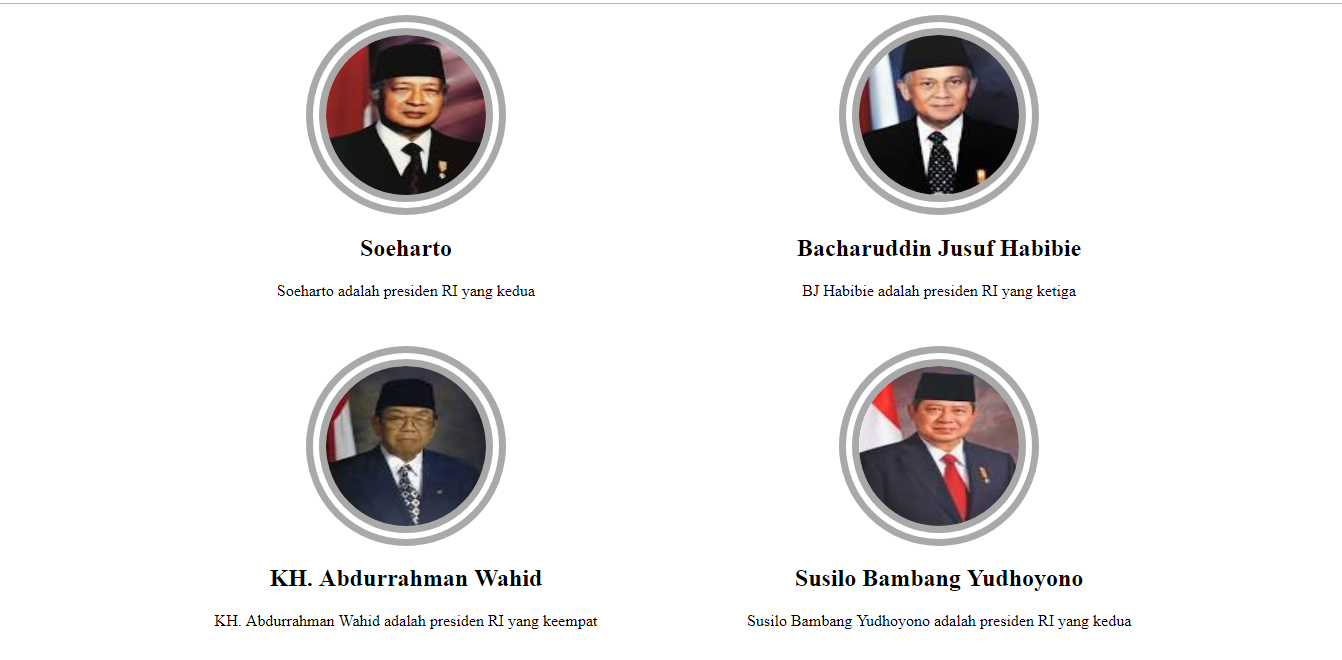 Soeharto
Bacharuddin Jusuf Habibie
Soeharto adalah presiden RI yang kedua
BJ Habibie adalah presiden RI yang ketiga
KH. Abdurrahman Wahid
Susilo Bambang Yudhoyono
KH. Abdurrahman Wahid adalah presiden RI yang keempat
Susilo Bambang Yudhoyono adalah presiden RI yang kedua